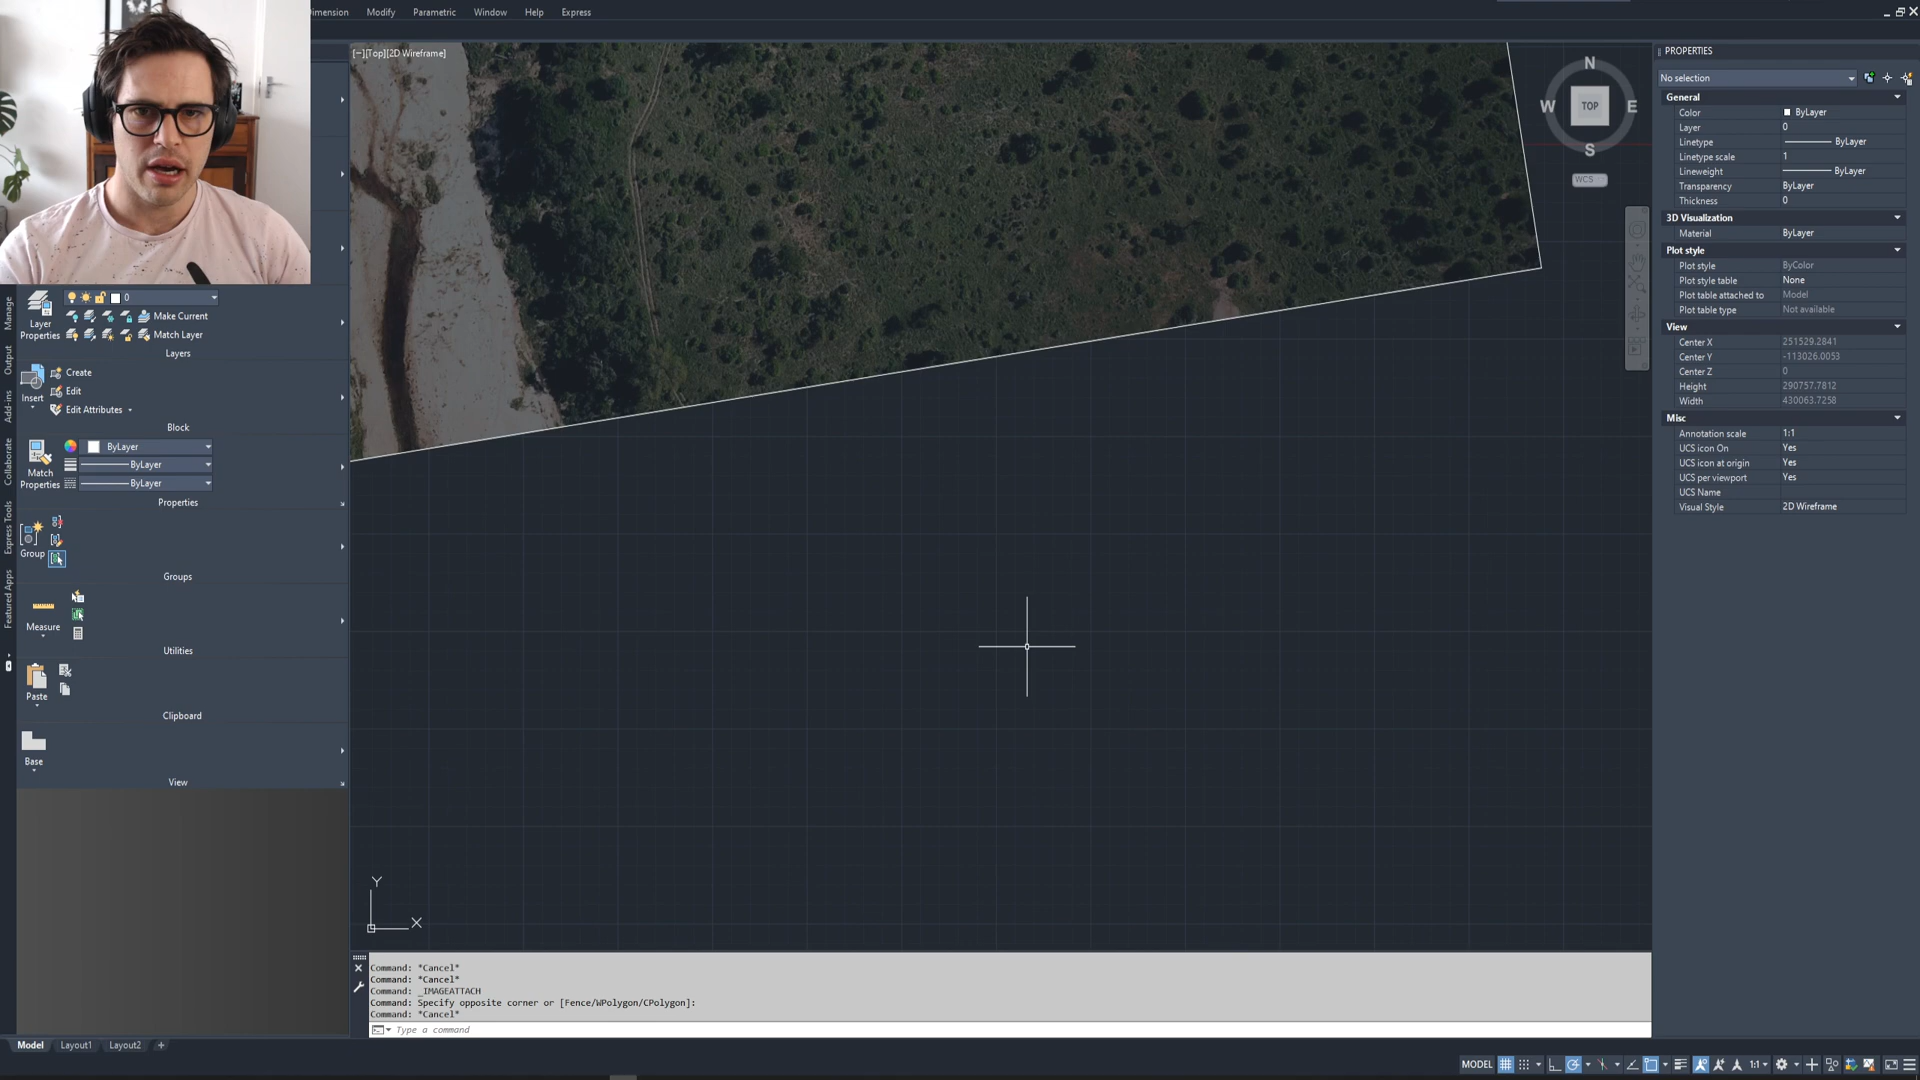 Dimension Modify Parametric Window Help Express
[−][Top][2D Wireframe]
N
W TOP E
S
WCS
Manage
Output
Add-ins
Collaborate
Express Tools
Featured Apps
Layer
Properties
0
Make Current
Match Layer
Layers
Insert
Create
Edit
Edit Attributes
Block
Match
Properties
ByLayer
ByLayer
ByLayer
Properties
Group
Groups
Measure
Utilities
Paste
Clipboard
Base
View
Y
X
PROPERTIES
No selection
General
Color ByLayer
Layer 0
Linetype ByLayer
Linetype scale 1
Lineweight ByLayer
Transparency ByLayer
Thickness 0
3D Visualization
Material ByLayer
Plot style
Plot style ByColor
Plot style table None
Plot table attached to Model
Plot table type Not available
View
Center X 251529.2841
Center Y -113026.0053
Center Z 0
Height 290757.7812
Width 430063.7258
Misc
Annotation scale 1:1
UCS icon On Yes
UCS icon at origin Yes
UCS per viewport Yes
UCS Name
Visual Style 2D Wireframe
Command: *Cancel*
Command: *Cancel*
Command: _IMAGEATTACH
Command: Specify opposite corner or [Fence/WPolygon/CPolygon]:
Command: *Cancel*
Type a command
Model Layout1 Layout2 +
MODEL 1:1